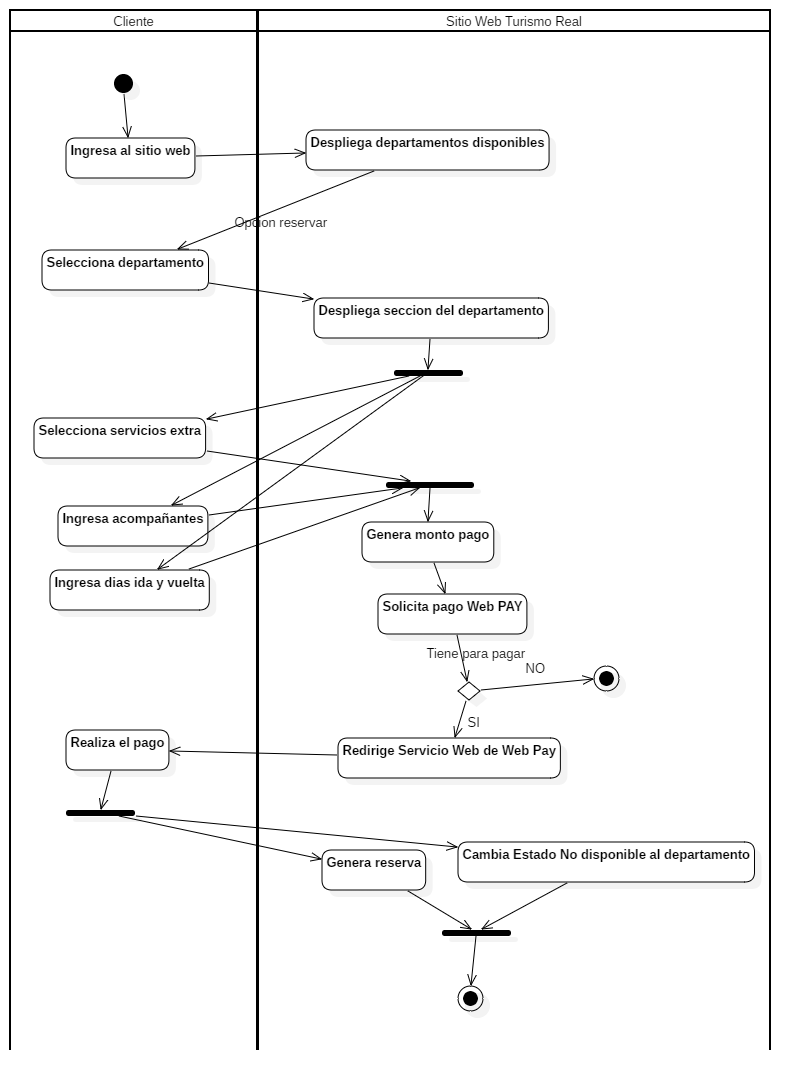 Cliente
Sitio Web Turismo Real
Ingresa al sitio web
Despliega departamentos disponibles
Opcion reservar
Selecciona departamento
Despliega seccion del departamento
Selecciona servicios extra
Ingresa acompañantes
Genera monto pago
Ingresa dias ida y vuelta
Solicita pago Web PAY
Tiene para pagar
NO
SI
Realiza el pago
Redirige Servicio Web de Web Pay
Genera reserva
Cambia Estado No disponible al departamento